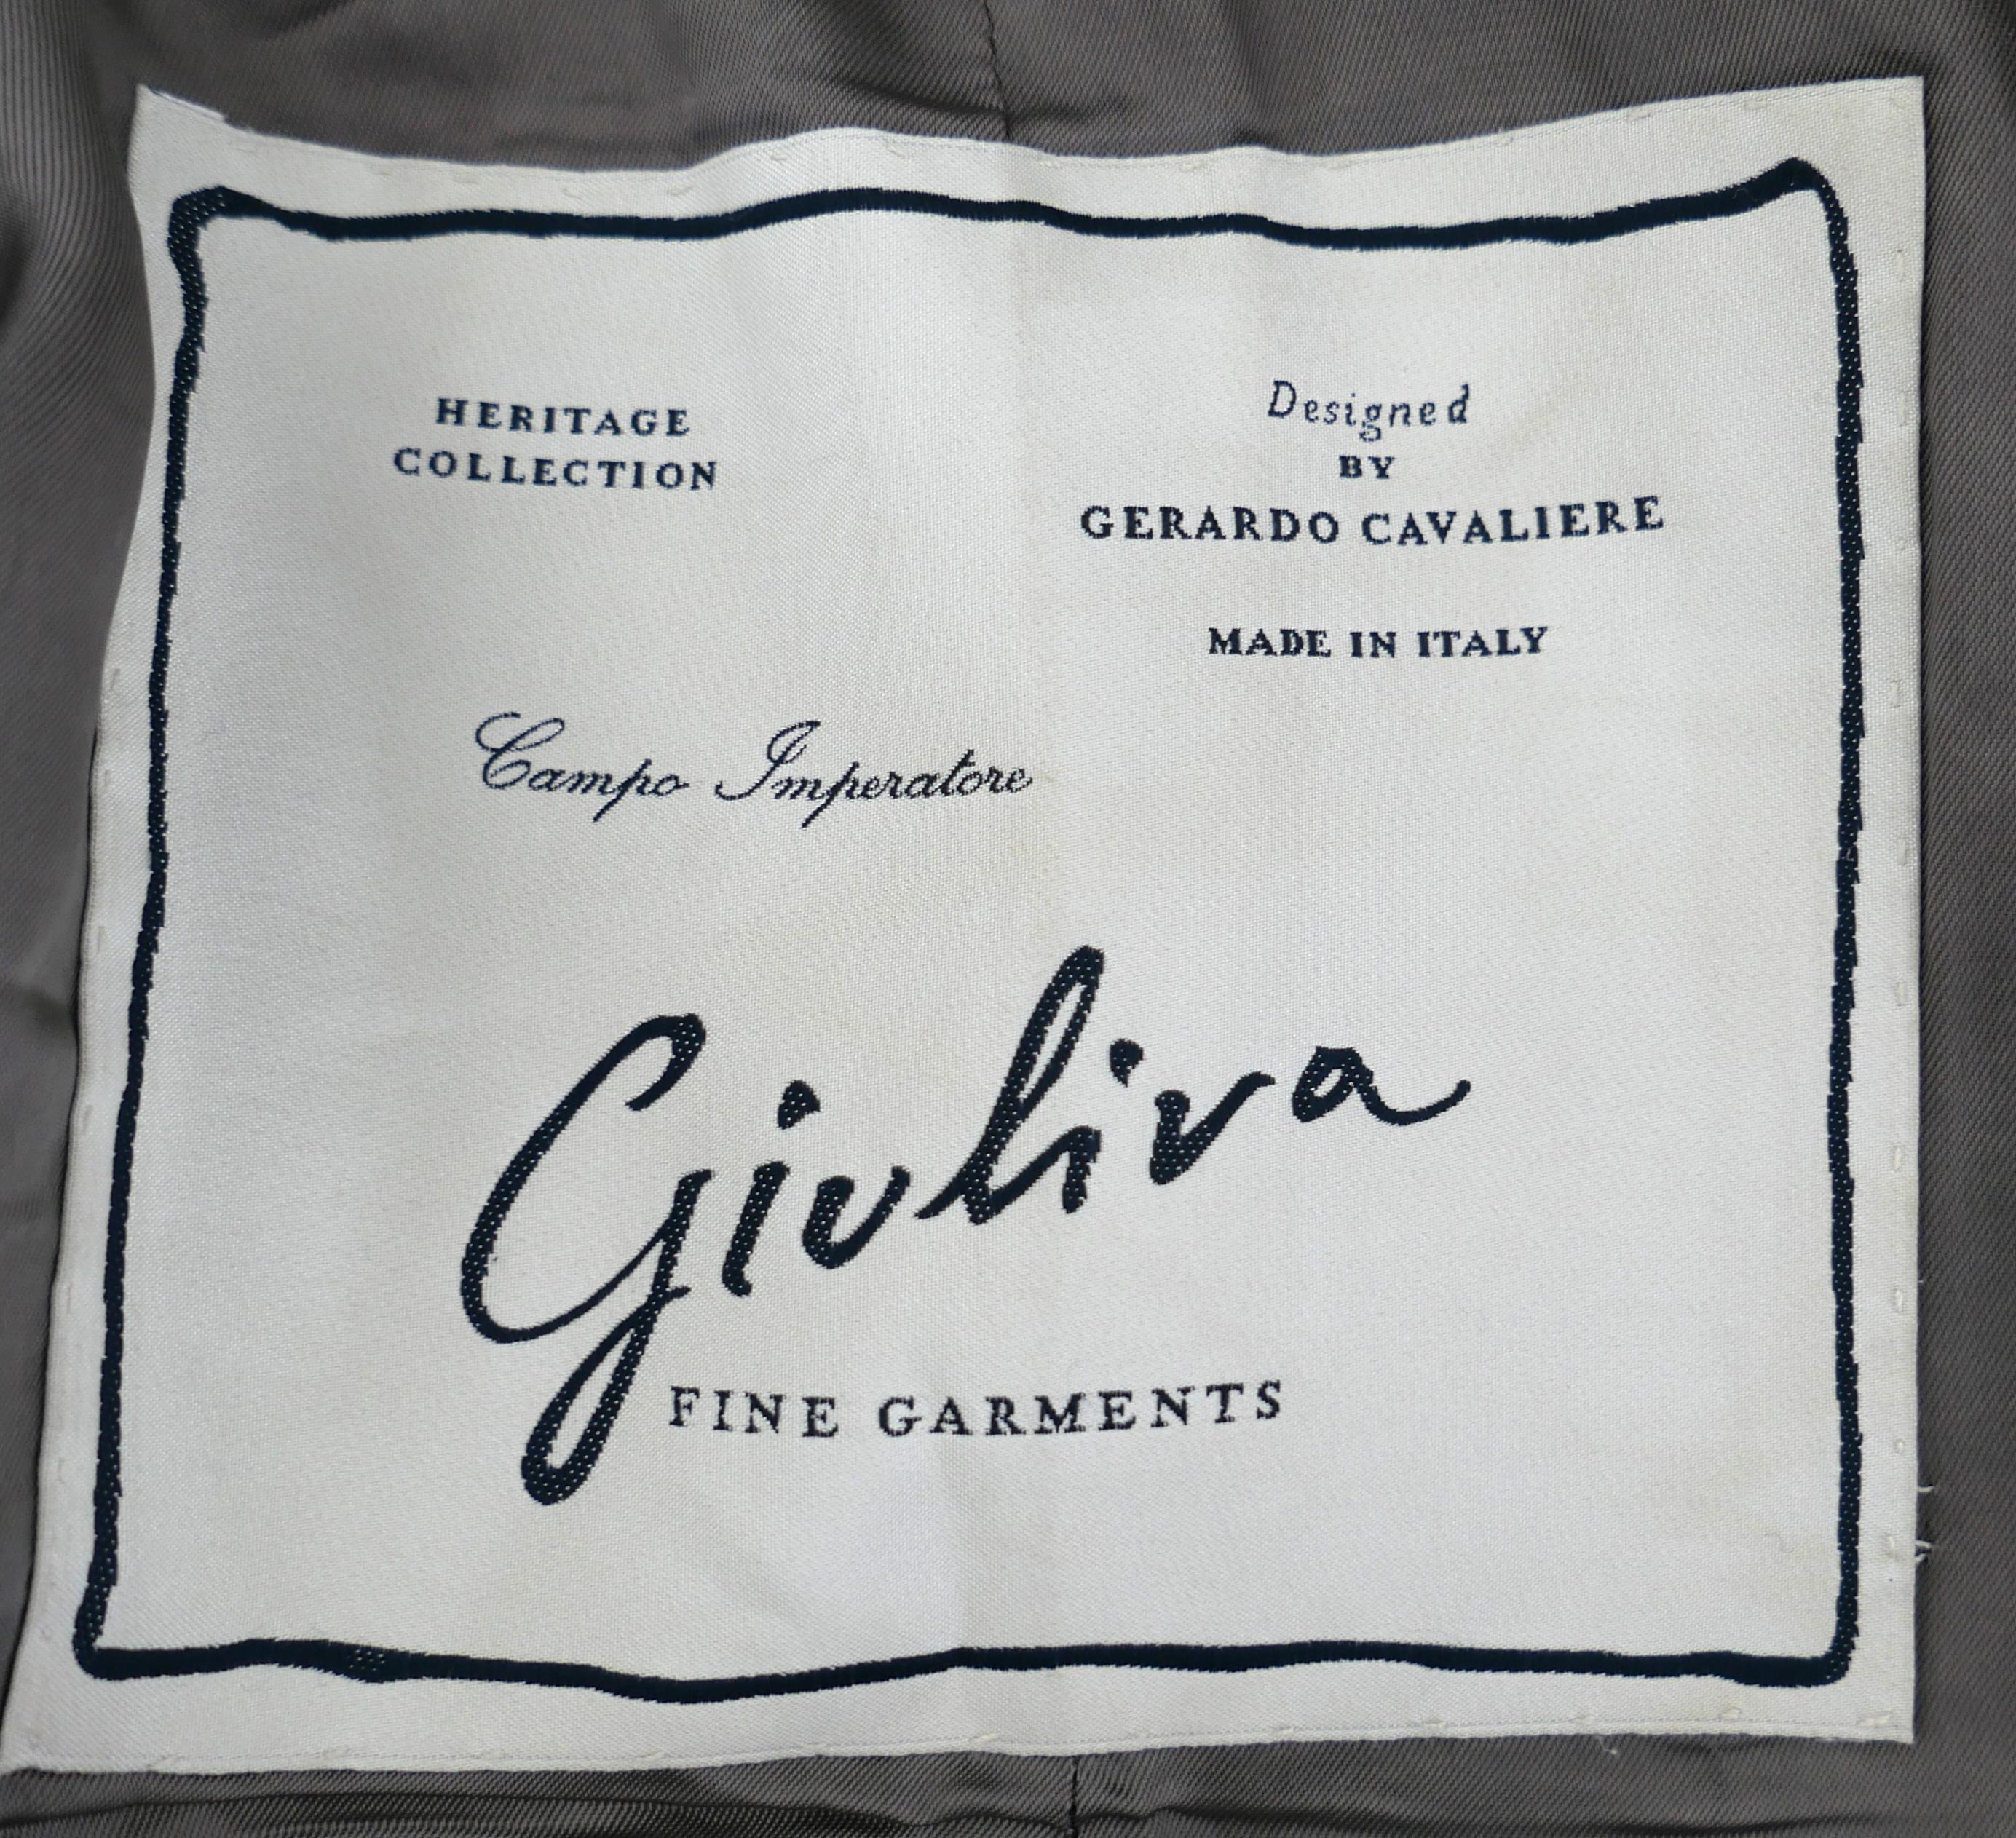 HERITAGE
COLLECTION
Designed
BY
GERARDO CAVALIERE
MADE IN ITALY
Campo Imperatore
Giuliva
FINE GARMENTS